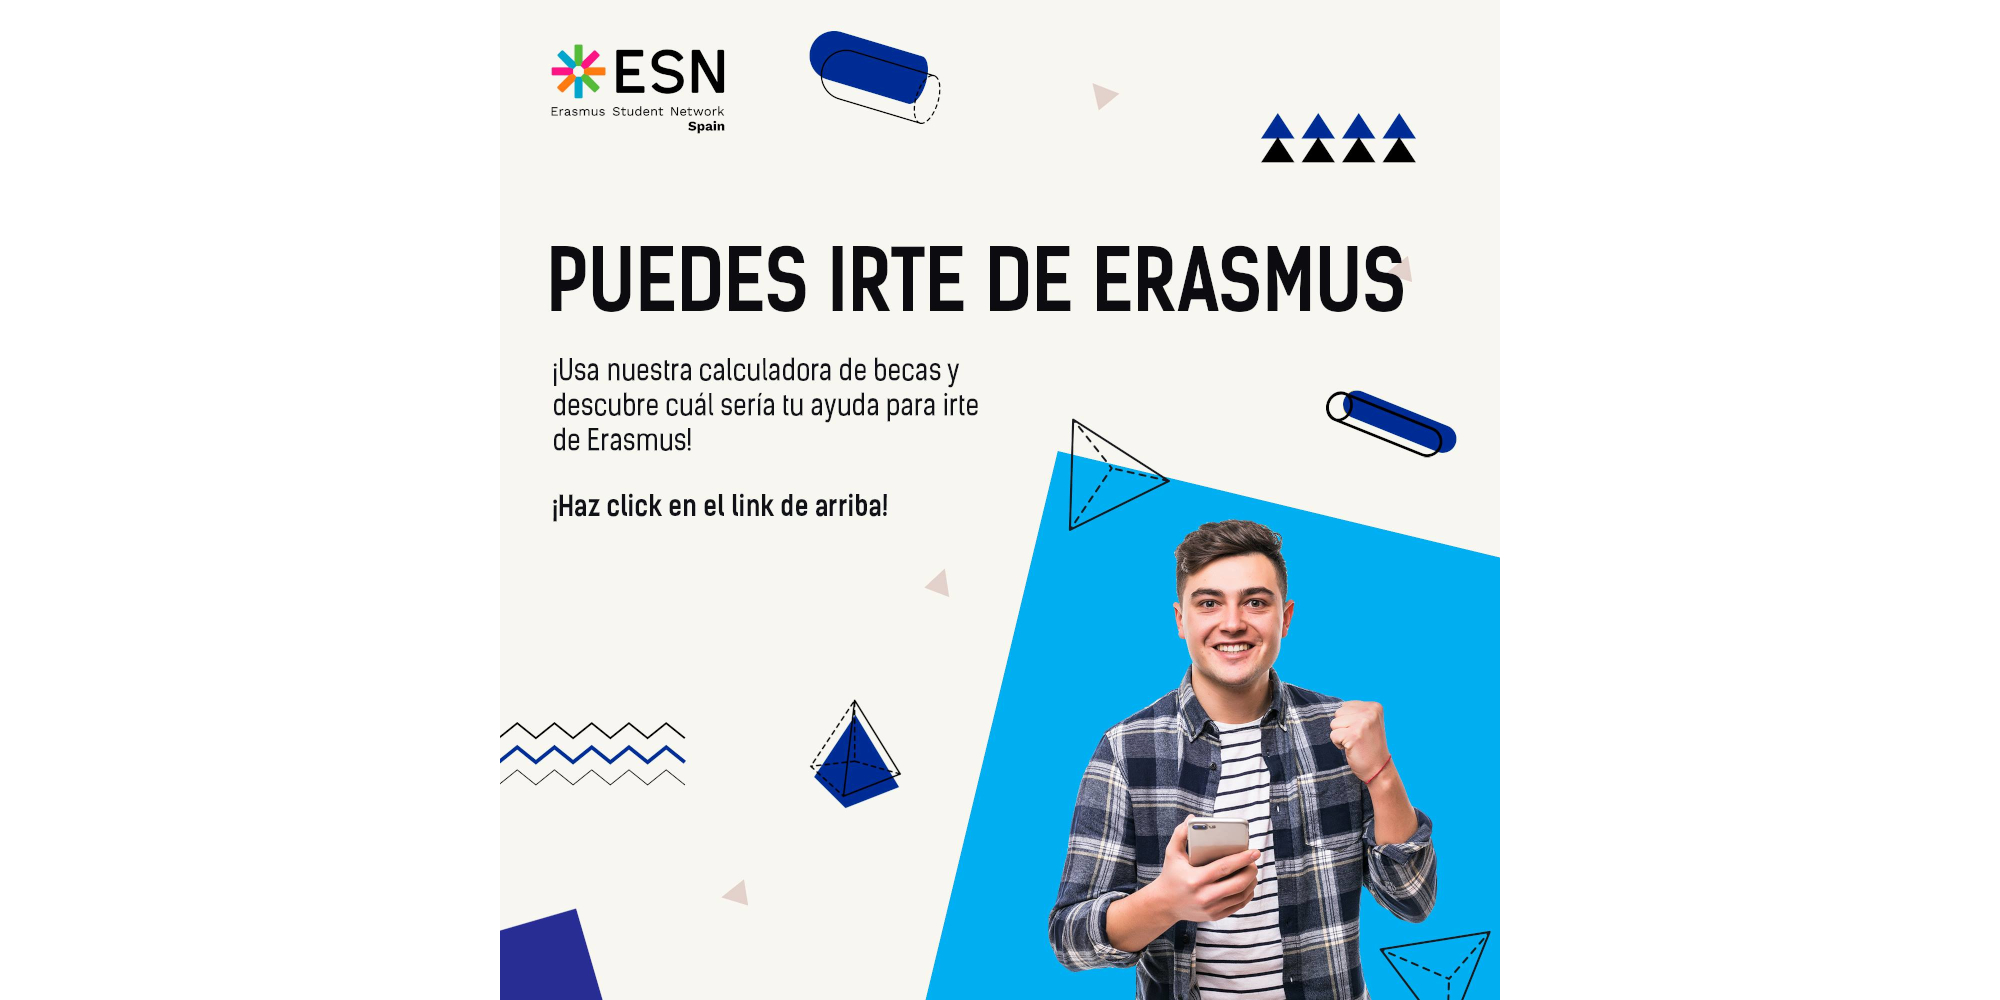 ESN
Erasmus Student Network
Spain
PUEDES IRTE DE ERASMUS
¡Usa nuestra calculadora de becas y
descubre cuál sería tu ayuda para irte
de Erasmus!
¡Haz click en el link de arriba!